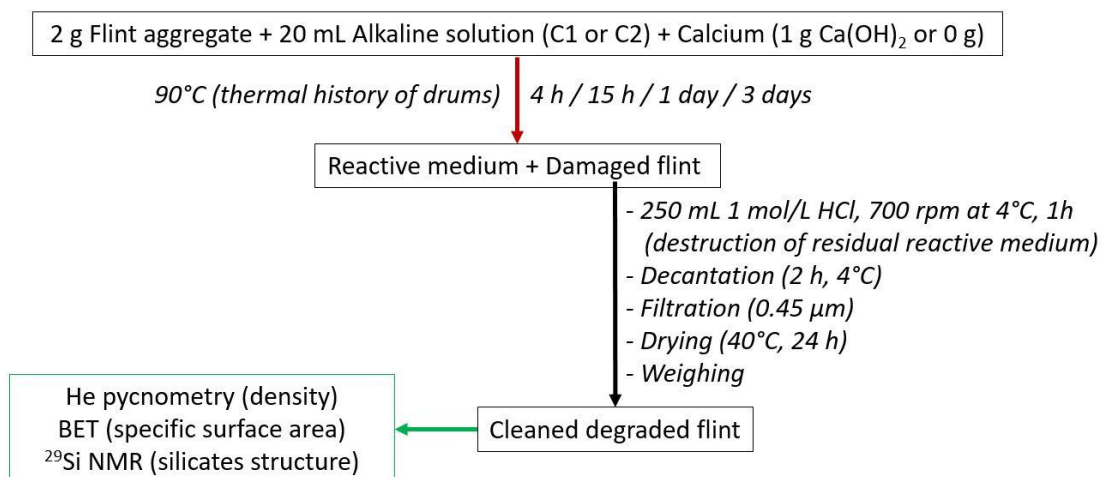 2 g Flint aggregate + 20 mL Alkaline solution (C1 or C2) + Calcium (1 g Ca(OH)₂ or 0 g)
90°C (thermal history of drums) 4 h / 15 h / 1 day / 3 days
Reactive medium + Damaged flint
- 250 mL 1 mol/L HCl, 700 rpm at 4°C, 1h
(destruction of residual reactive medium)
- Decantation (2 h, 4°C)
- Filtration (0.45 µm)
- Drying (40°C, 24 h)
- Weighing
He pycnometry (density)
BET (specific surface area)
²⁹Si NMR (silicates structure)
Cleaned degraded flint